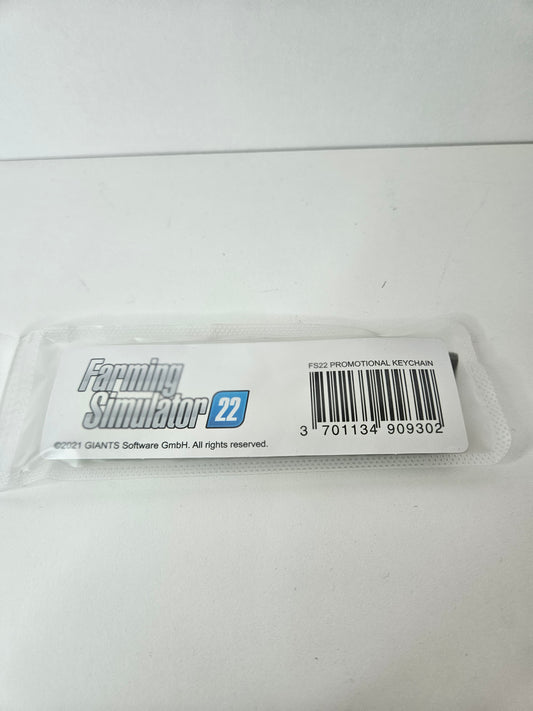 Farming
Simulator 22
©2021 GIANTS Software GmbH. All rights reserved.
FS22 PROMOTIONAL KEYCHAIN
3 701134 909302